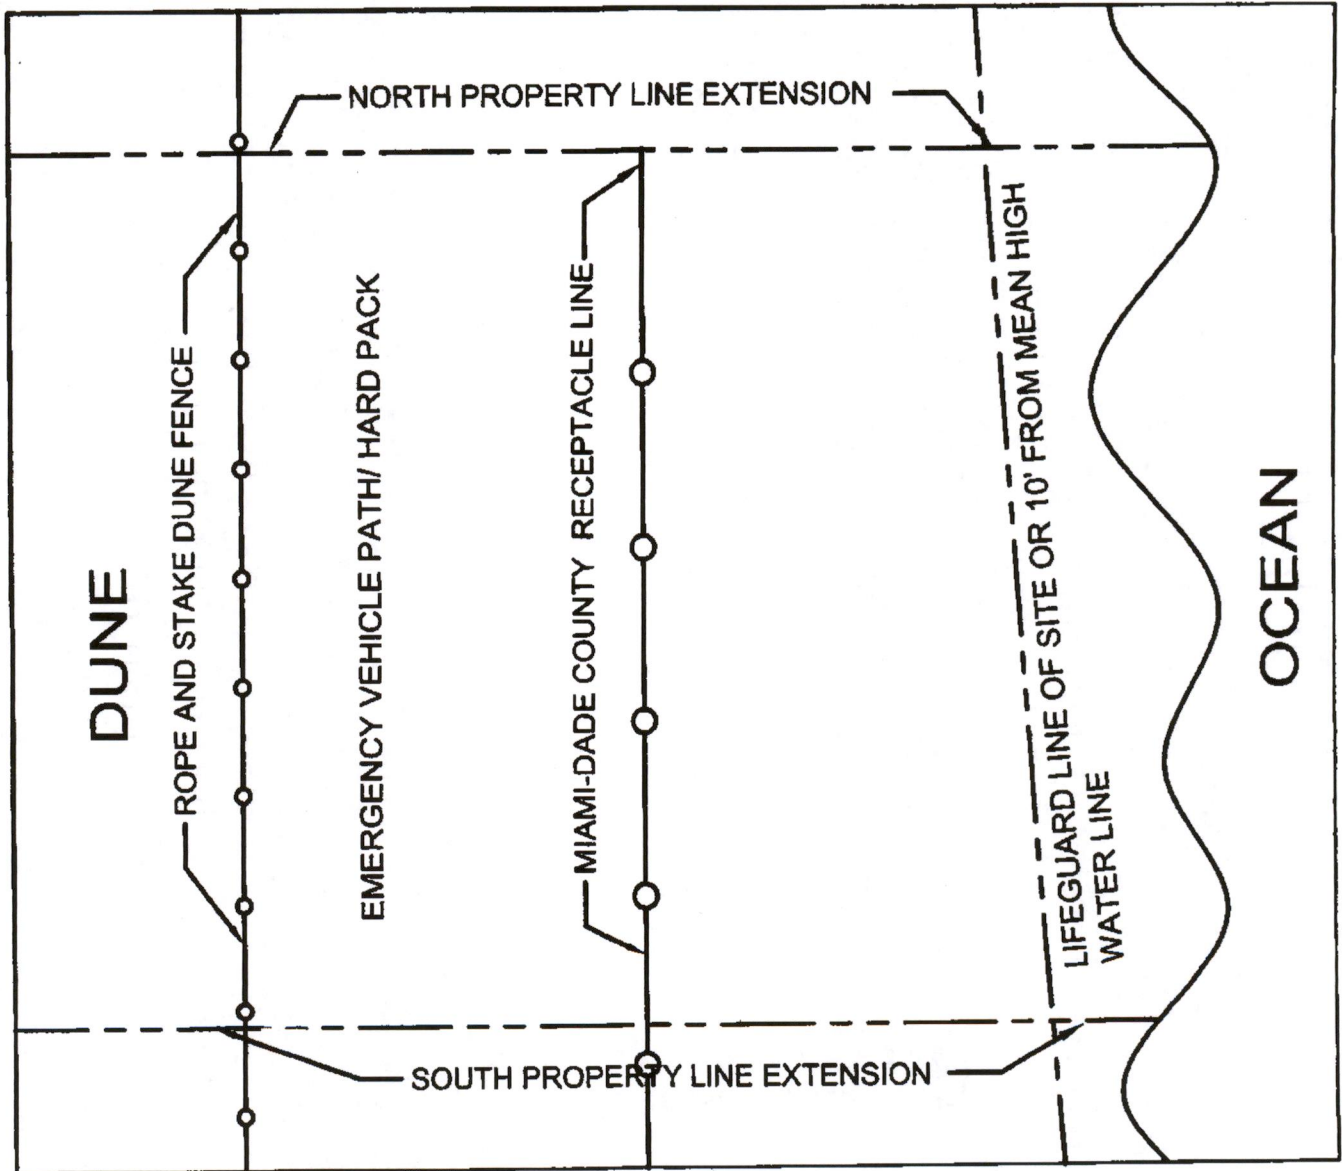 NORTH PROPERTY LINE EXTENSION
DUNE
ROPE AND STAKE DUNE FENCE
EMERGENCY VEHICLE PATH/ HARD PACK
MIAMI-DADE COUNTY RECEPTACLE LINE
LIFEGUARD LINE OF SITE OR 10' FROM MEAN HIGH
WATER LINE
OCEAN
SOUTH PROPERTY LINE EXTENSION